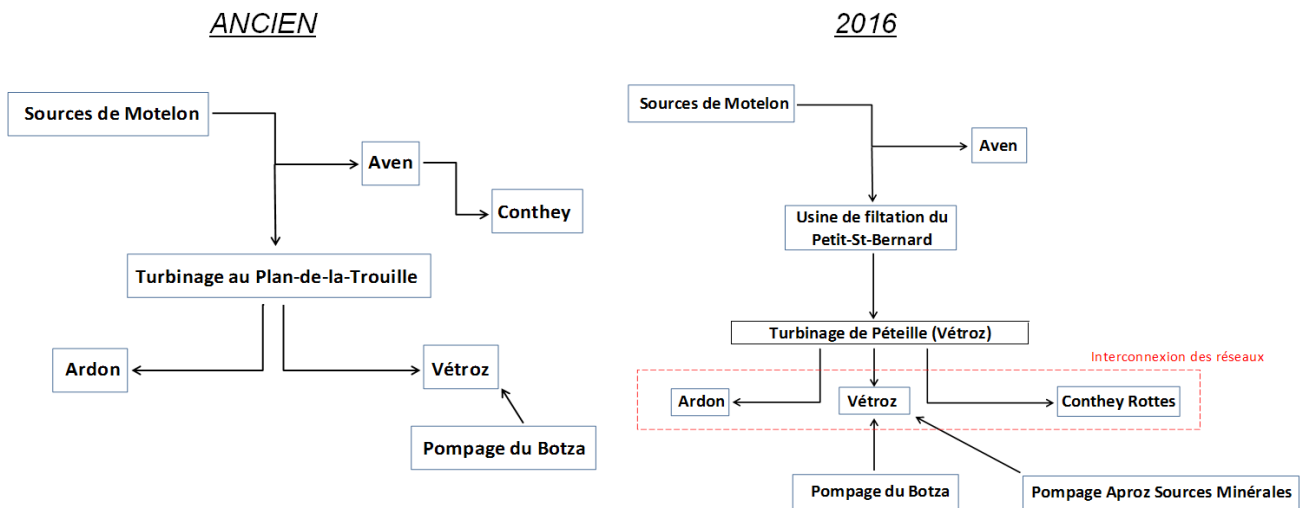 ANCIEN
Sources de Motelon
Aven
Conthey
Turbinage au Plan-de-la-Trouille
Ardon
Vétroz
Pompage du Botza
2016
Sources de Motelon
Aven
Usine de filtation du
Petit-St-Bernard
Turbinage de Péteille (Vétroz)
Interconnexion des réseaux
Ardon
Vétroz
Conthey Rottes
Pompage du Botza
Pompage Aproz Sources Minérales